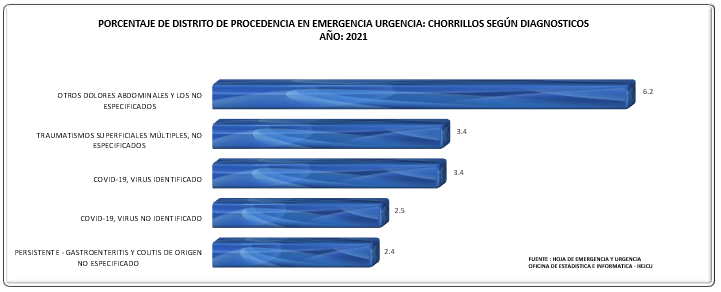 PORCENTAJE DE DISTRITO DE PROCEDENCIA EN EMERGENCIA URGENCIA: CHORRILLOS SEGÚN DIAGNOSTICOS
AÑO: 2021
OTROS DOLORES ABDOMINALES Y LOS NO
ESPECIFICADOS
6.2
TRAUMATISMOS SUPERFICIALES MÚLTIPLES, NO
ESPECIFICADOS
3.4
COVID-19, VIRUS IDENTIFICADO
3.4
COVID-19, VIRUS NO IDENTIFICADO
2.5
PERSISTENTE - GASTROENTERITIS Y COLITIS DE ORIGEN
NO ESPECIFICADO
2.4
FUENTE : HOJA DE EMERGENCIA Y URGENCIA
OFICINA DE ESTADISTICA E INFORMATICA - HEJCU